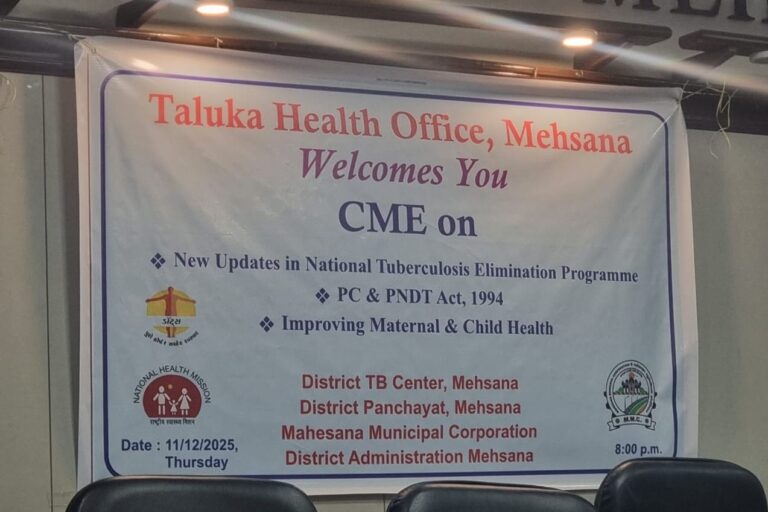 Taluka Health Office, Mehsana
Welcomes You
CME on
❖ New Updates in National Tuberculosis Elimination Programme
❖ PC & PNDT Act, 1994
❖ Improving Maternal & Child Health
ડૉટ્સ
NATIONAL HEALTH MISSION
राष्ट्रीय स्वास्थ्य मिशन
District TB Center, Mehsana
District Panchayat, Mehsana
Mahesana Municipal Corporation
District Administration Mehsana
M.M.C.
Date : 11/12/2025,
Thursday
8:00 p.m.